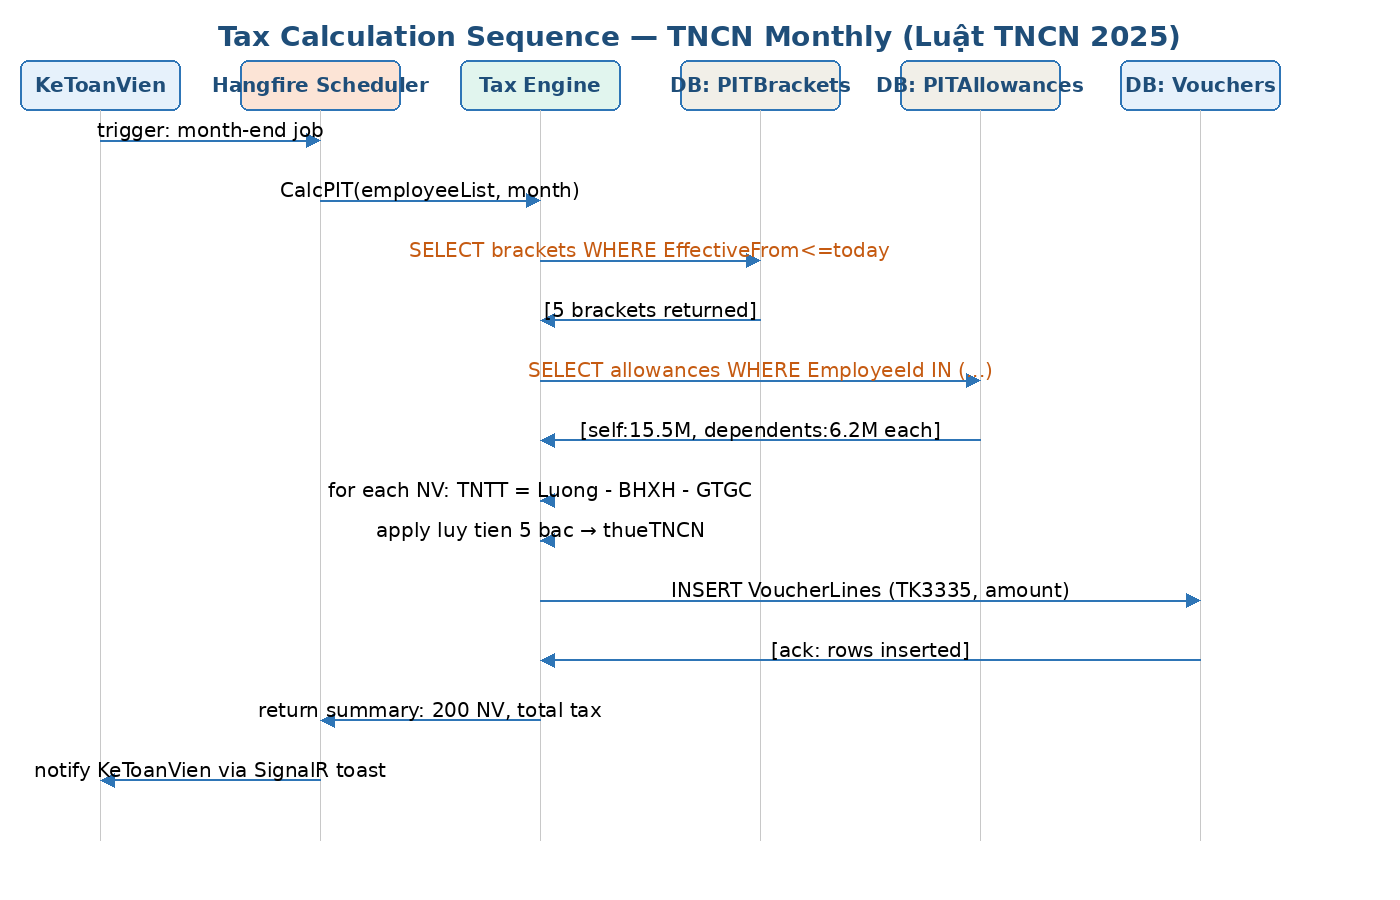 Tax Calculation Sequence — TNCN Monthly (Luật TNCN 2025)
KeToanVien
Hangfire Scheduler
Tax Engine
DB: PITBrackets
DB: PITAllowances
DB: Vouchers
trigger: month-end job
CalcPIT(employeeList, month)
SELECT brackets WHERE EffectiveFrom<=today
[5 brackets returned]
SELECT allowances WHERE EmployeeId IN (...)
[self:15.5M, dependents:6.2M each]
for each NV: TNTT = Luong - BHXH - GTGC
apply luy tien 5 bac → thueTNCN
INSERT VoucherLines (TK3335, amount)
[ack: rows inserted]
return summary: 200 NV, total tax
notify KeToanVien via SignalR toast